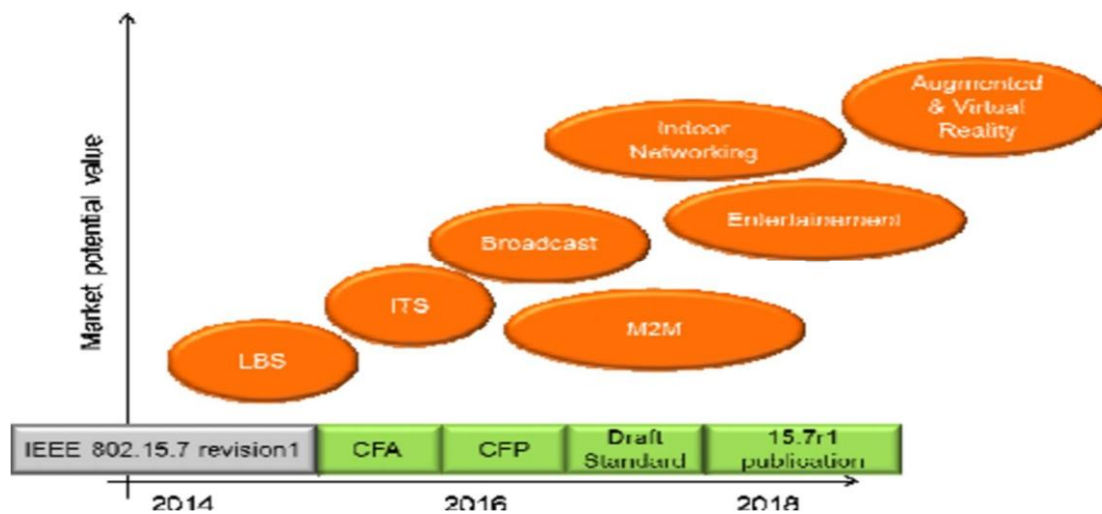 Market potential value
Augmented
& Virtual
Reality
Indoor
Networking
Entertainement
Broadcast
ITS
M2M
LBS
IEEE 802.15.7 revision1
CFA
CFP
Draft
Standard
15.7r1
publication
2014
2016
2018